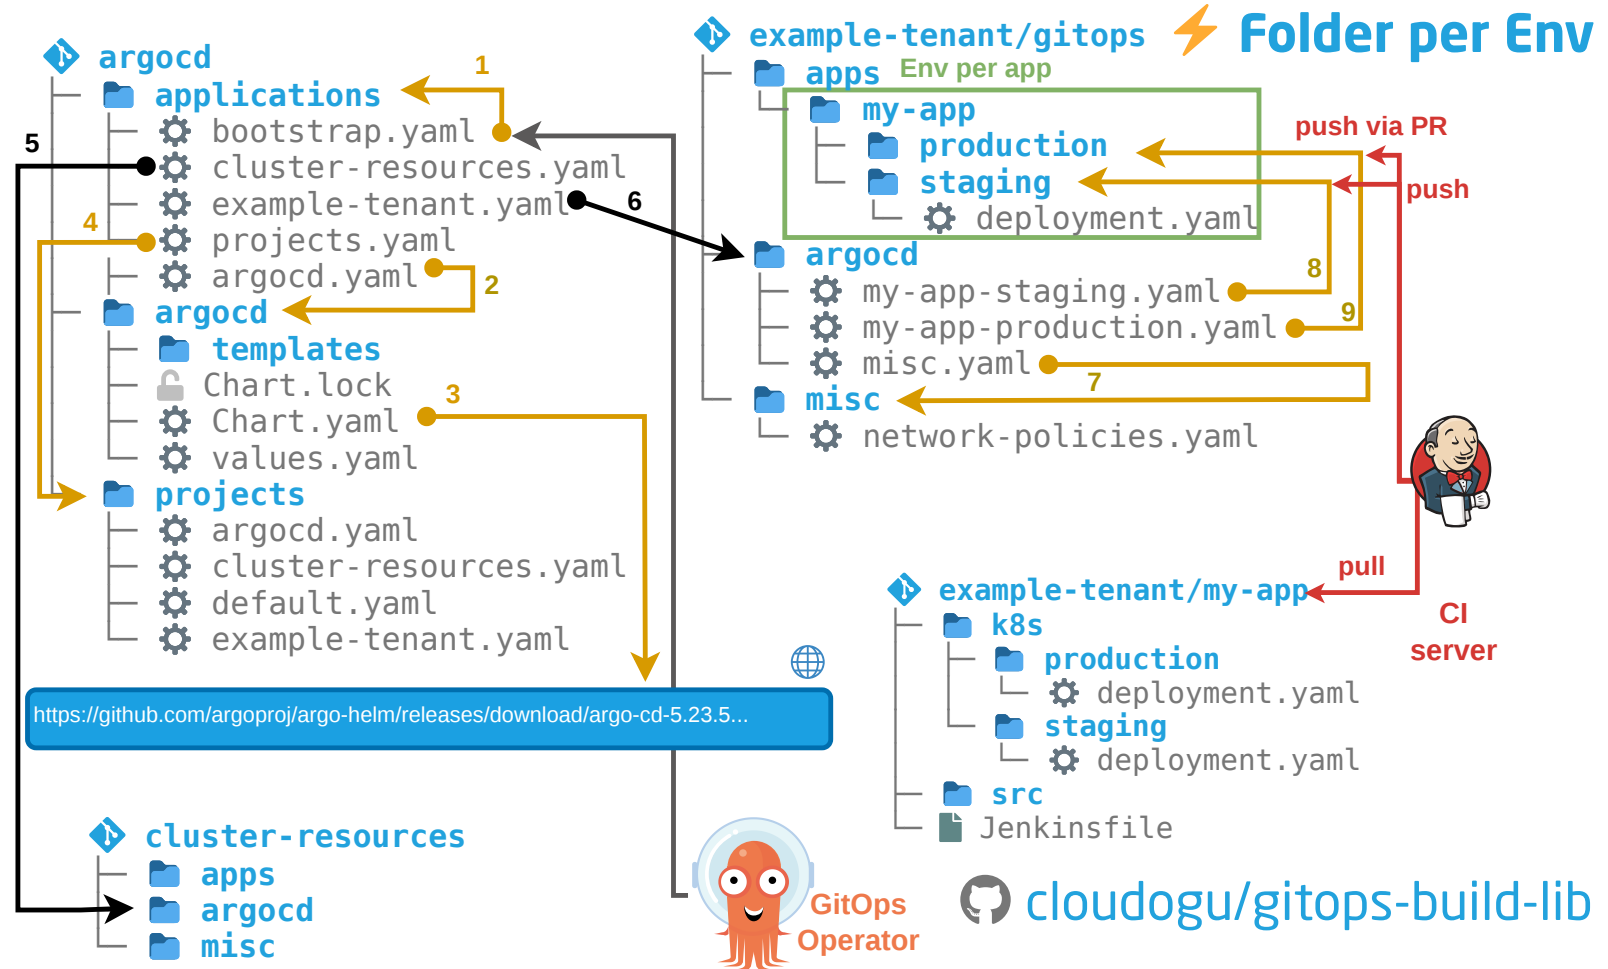 argocd
applications
1
bootstrap.yaml
5
cluster-resources.yaml
example-tenant.yaml
6
4
projects.yaml
argocd.yaml
2
argocd
templates
Chart.lock
Chart.yaml
3
values.yaml
projects
argocd.yaml
cluster-resources.yaml
default.yaml
example-tenant.yaml
https://github.com/argoproj/argo-helm/releases/download/argo-cd-5.23.5...
cluster-resources
apps
argocd
misc
example-tenant/gitops
Folder per Env
apps
Env per app
my-app
production
push via PR
staging
push
deployment.yaml
argocd
8
my-app-staging.yaml
9
my-app-production.yaml
misc.yaml
7
misc
network-policies.yaml
pull
example-tenant/my-app
CI
server
k8s
production
deployment.yaml
staging
deployment.yaml
src
Jenkinsfile
GitOps
Operator
cloudogu/gitops-build-lib